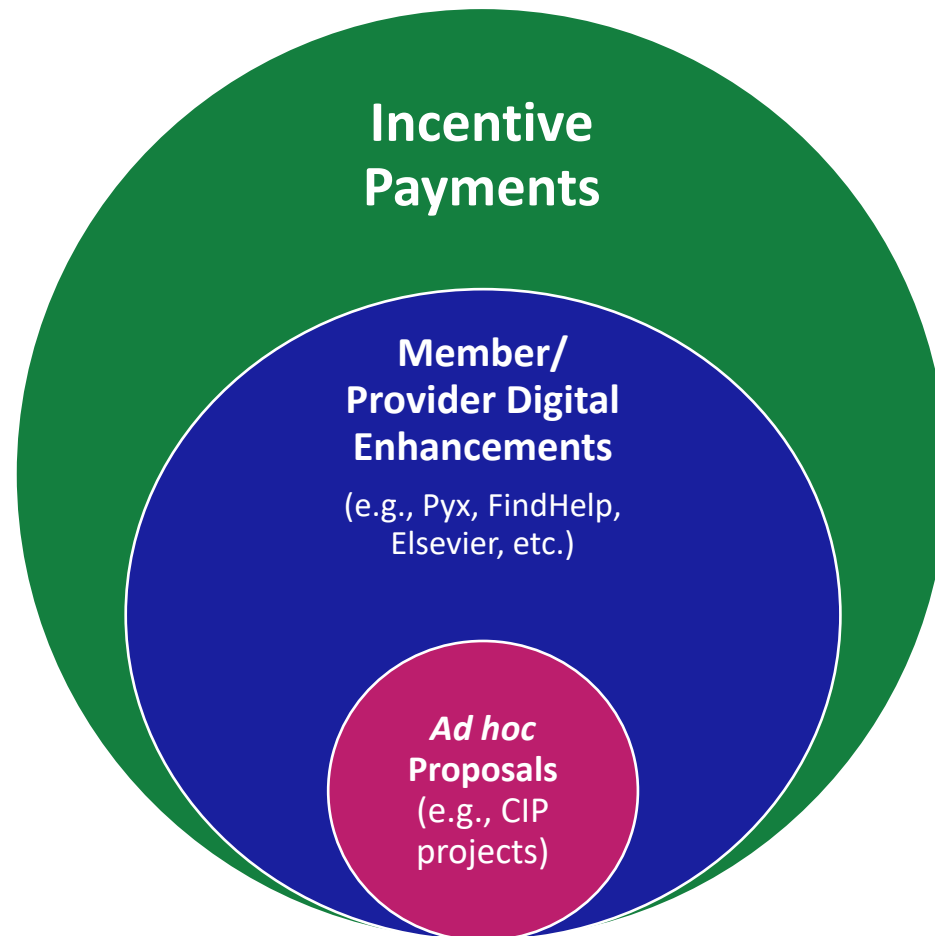 Incentive
Payments
Member/
Provider Digital
Enhancements
(e.g., Pyx, FindHelp,
Elsevier, etc.)
Ad hoc
Proposals
(e.g., CIP
projects)